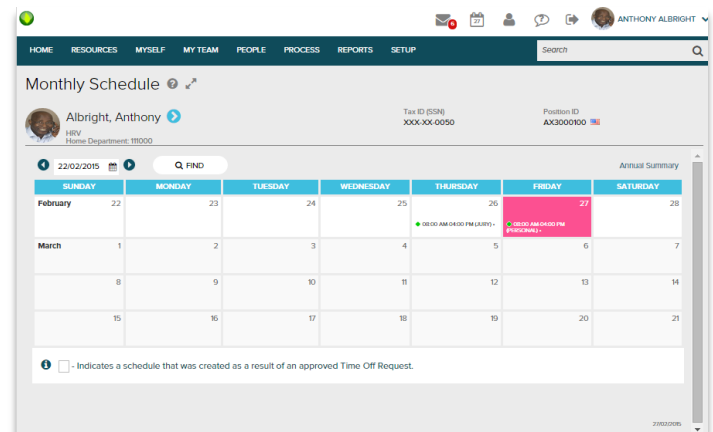 6
27
ANTHONY ALBRIGHT
HOME RESOURCES MYSELF MY TEAM PEOPLE PROCESS REPORTS SETUP Search
Monthly Schedule
Albright, Anthony
HRV
Home Department: 111000
Tax ID (SSN)
XXX-XX-0050
Position ID
AX3000100
22/02/2015 FIND Annual Summary
SUNDAY MONDAY TUESDAY WEDNESDAY THURSDAY FRIDAY SATURDAY
February 22 23 24 25 26 27 28
08:00 AM-04:00 PM (JURY) •
08:00 AM-04:00 PM
(PERSONAL) •
March 1 2 3 4 5 6 7
8 9 10 11 12 13 14
15 16 17 18 19 20 21
- Indicates a schedule that was created as a result of an approved Time Off Request.
27/02/2015